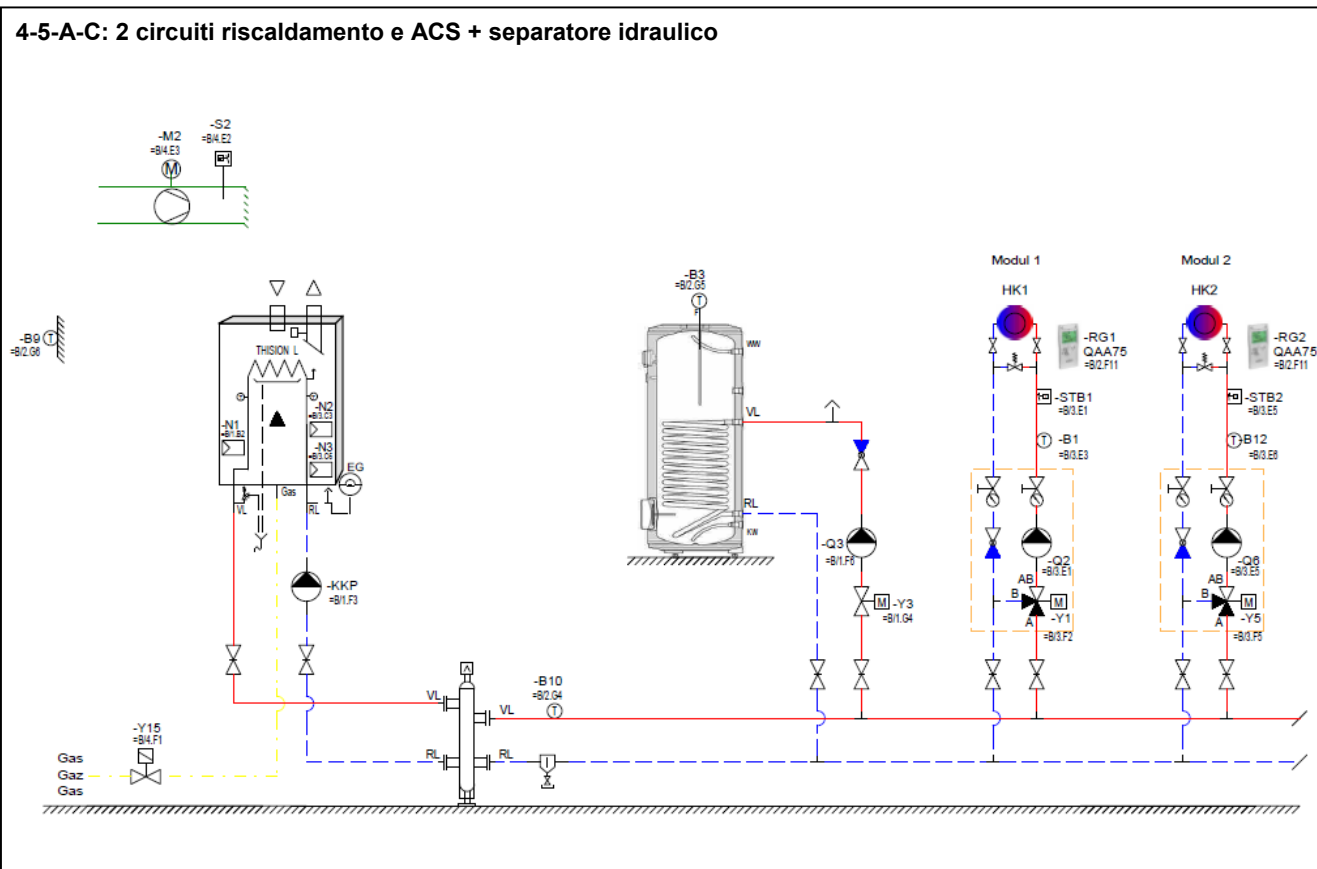 4-5-A-C: 2 circuiti riscaldamento e ACS + separatore idraulico
-M2
=B/4.E3
M
-S2
=B/4.E2
-B9
T
=B/2.G6
THISION L
-N1
=B/1.B2
-N2
=B/3.C3
-N3
=B/3.C6
EG
VL
Gas
RL
-KKP
=B/1.F3
-Y15
=B/4.F1
Gas
Gaz
Gas
A
VL
VL
RL
RL
-B10
=B/2.G4
T
-B3
=B/2.G5
T
F
WW
VL
RL
KW
-Q3
=B/1.F6
M
-Y3
=B/1.G4
Modul 1
HK1
-RG1
QAA75
=B/2.F11
-STB1
=B/3.E1
T
-B1
=B/3.E3
-Q2
=B/3.E1
AB
B
M
A
-Y1
=B/3.F2
Modul 2
HK2
-RG2
QAA75
=B/2.F11
-STB2
=B/3.E5
T
-B12
=B/3.E6
-Q6
=B/3.E5
AB
B
M
A
-Y5
=B/3.F5